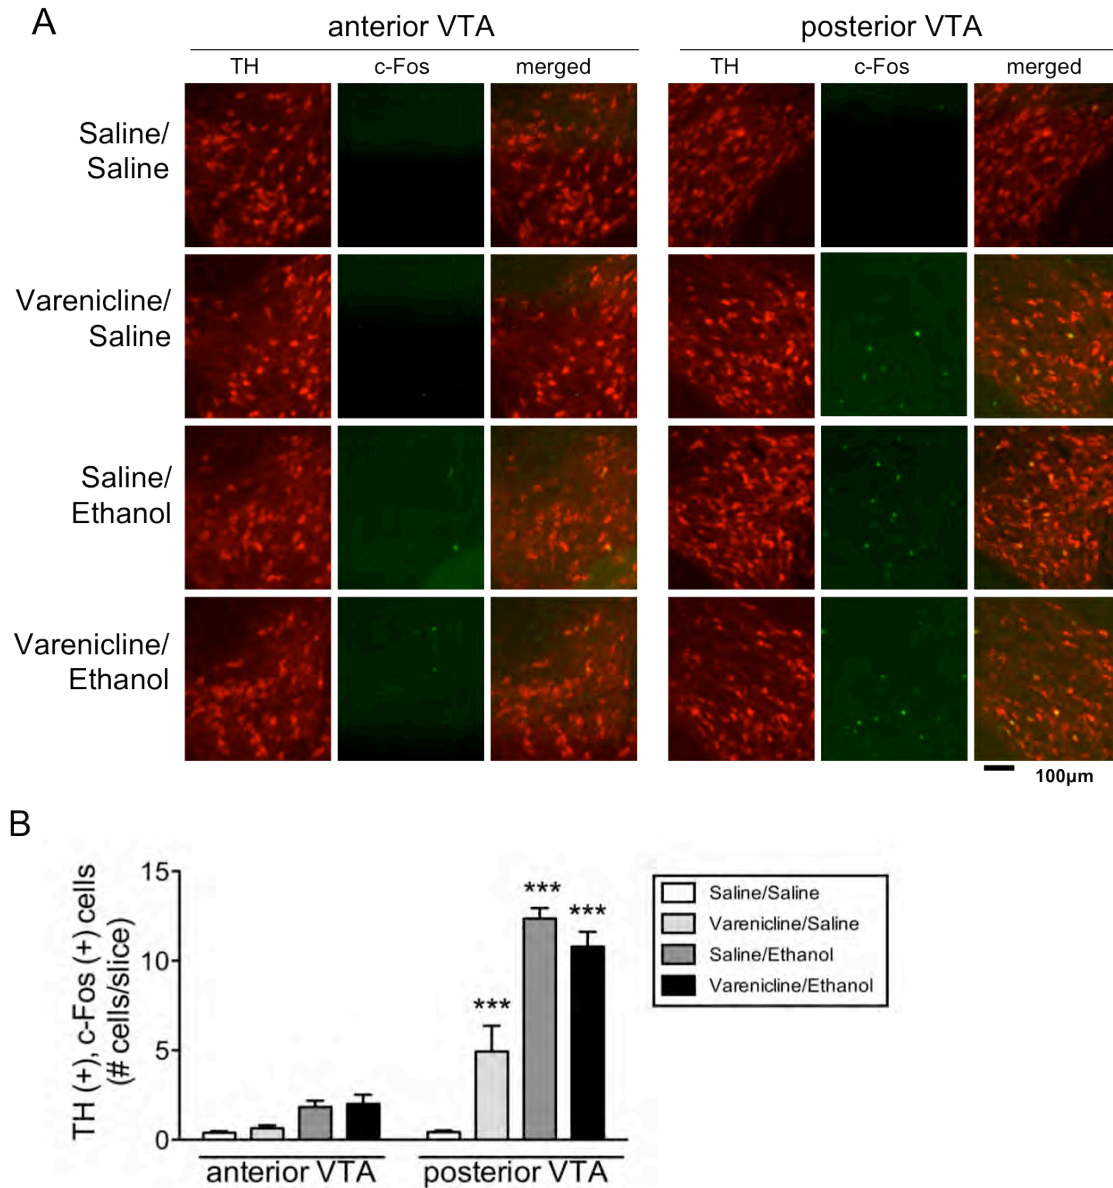 A
anterior VTA
posterior VTA
TH
c-Fos
merged
TH
c-Fos
merged
Saline/
Saline
Varenicline/
Saline
Saline/
Ethanol
Varenicline/
Ethanol
100µm
B
TH (+), c-Fos (+) cells
(# cells/slice)
15
10
5
0
***
***
***
anterior VTA
posterior VTA
Saline/Saline
Varenicline/Saline
Saline/Ethanol
Varenicline/Ethanol